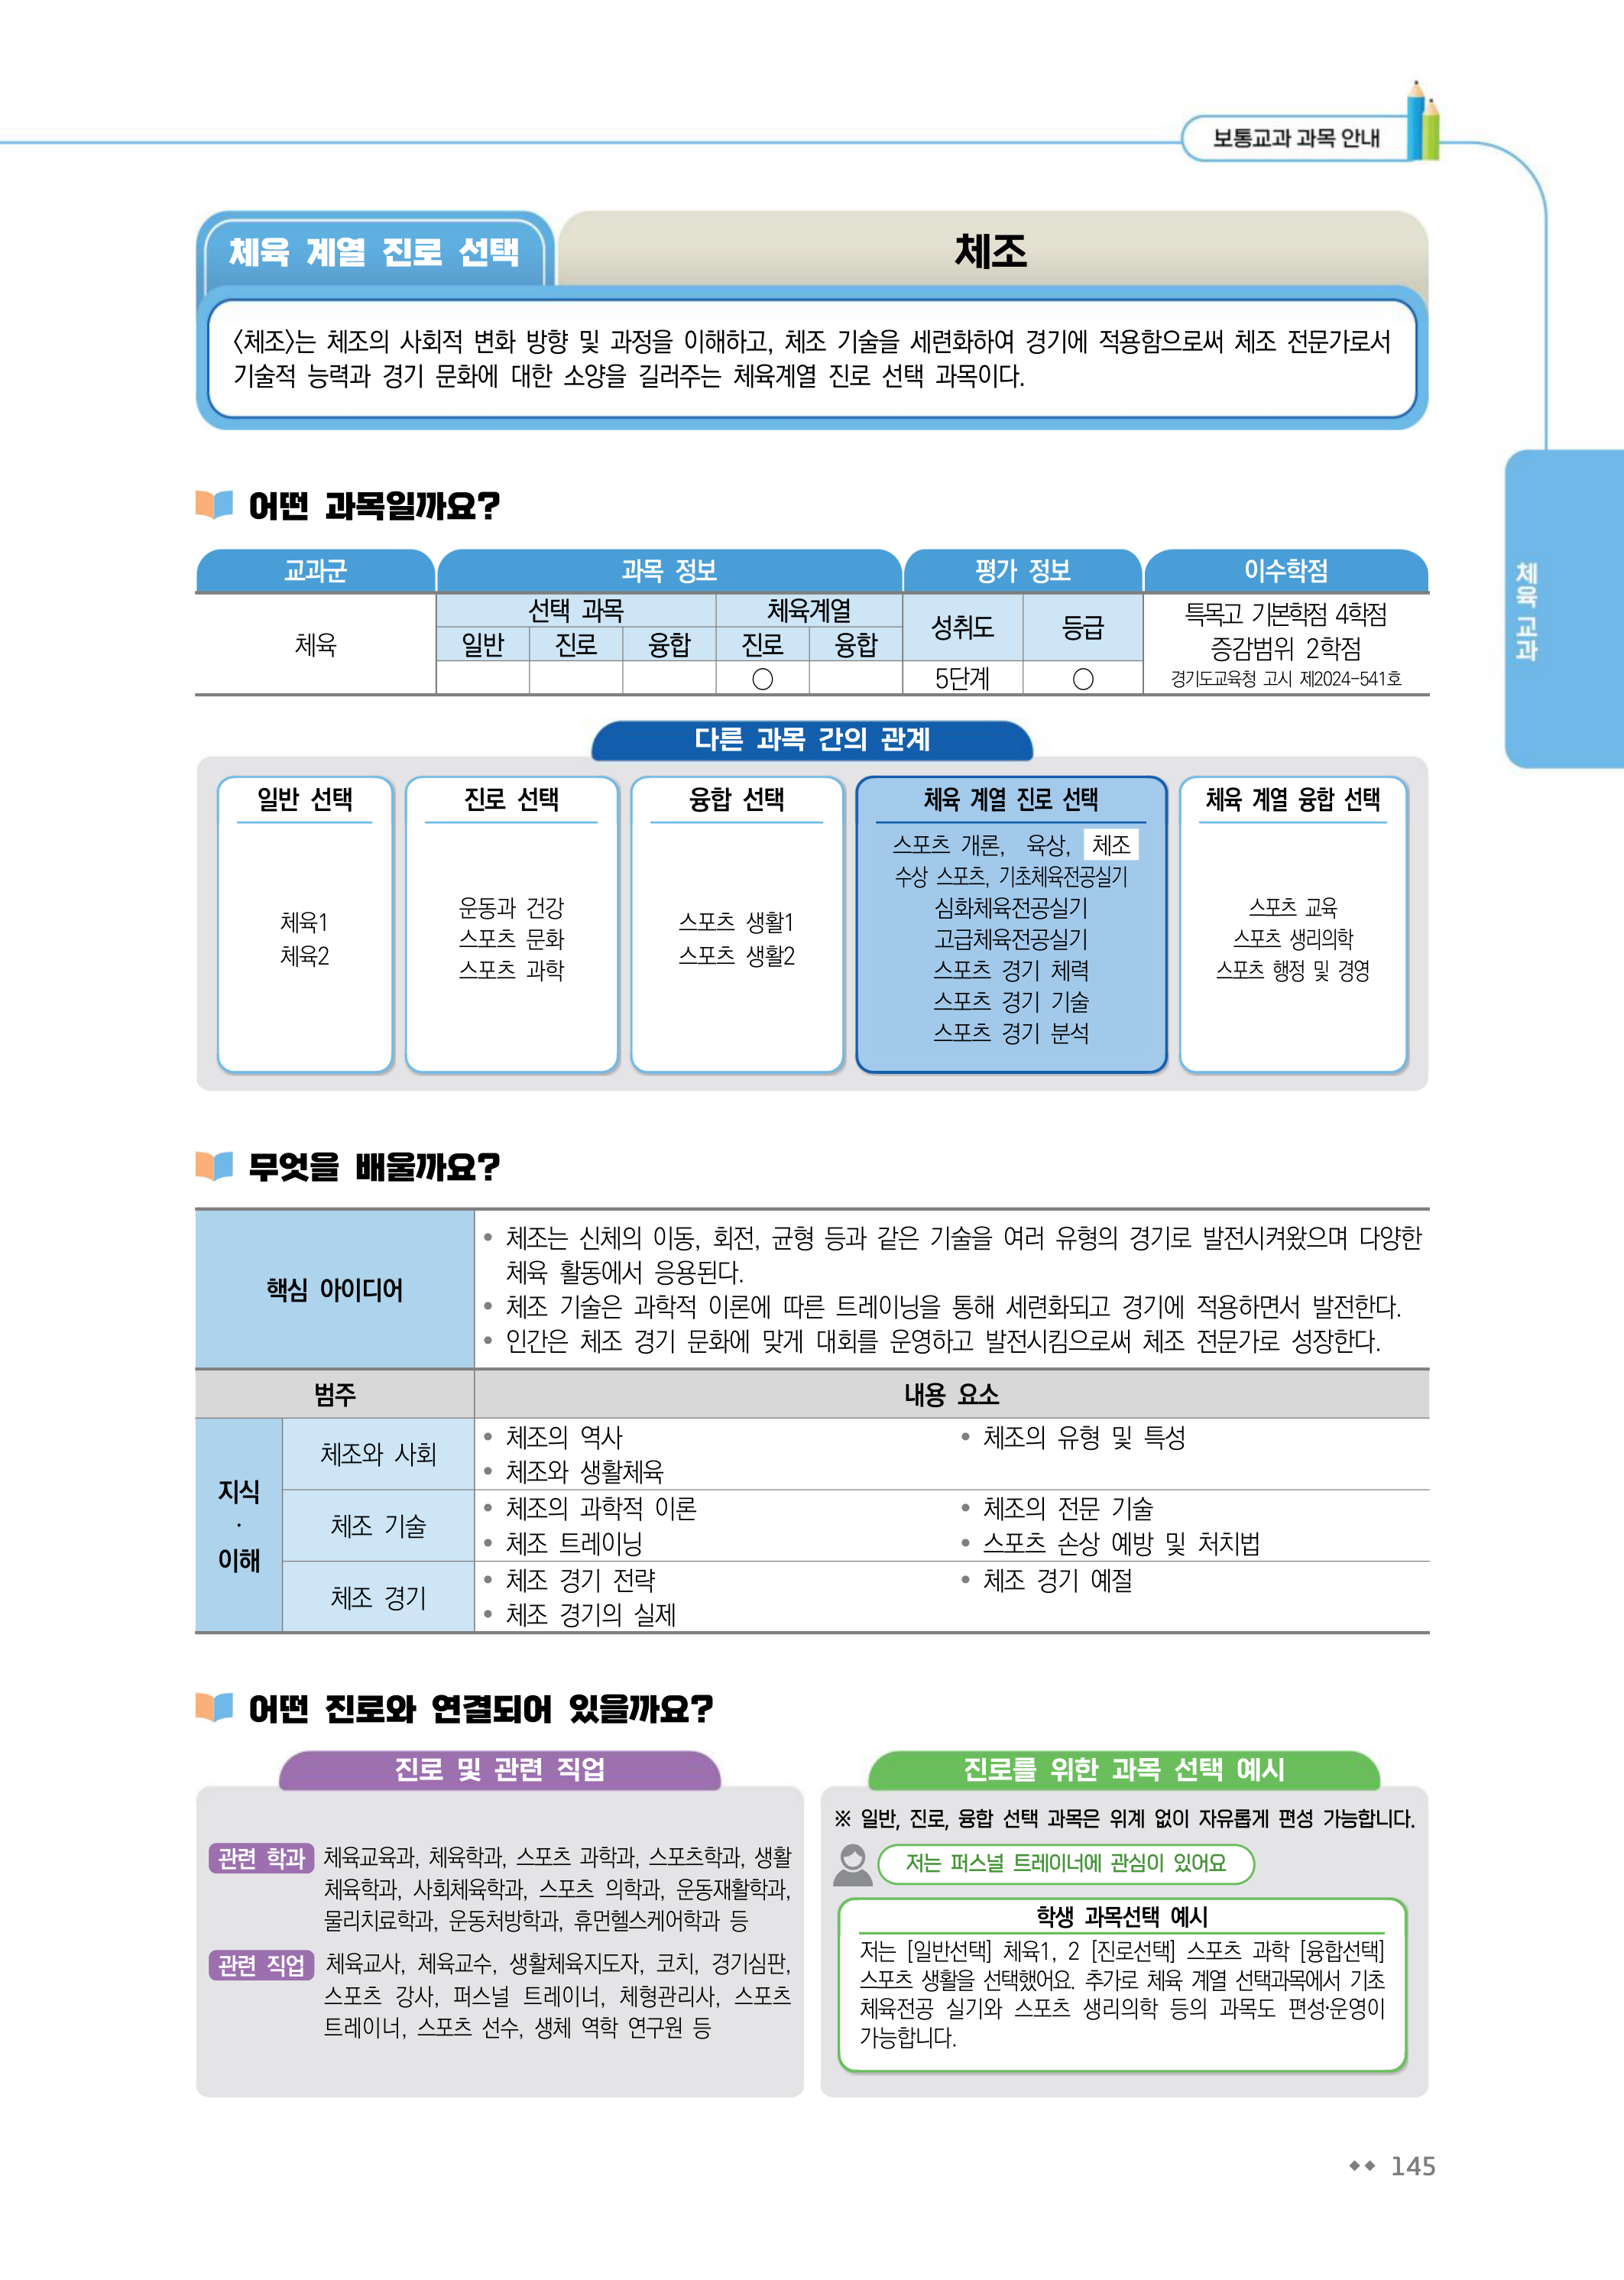 보통교과 과목 안내
체육 계열 진로 선택
체조
〈체조〉는 체조의 사회적 변화 방향 및 과정을 이해하고, 체조 기술을 세련화하여 경기에 적용함으로써 체조 전문가로서
기술적 능력과 경기 문화에 대한 소양을 길러주는 체육계열 진로 선택 과목이다.
체육 교과
어떤 과목일까요?
교과군 과목 정보 평가 정보 이수학점
체육
선택 과목 체육계열
일반 진로 융합 진로 융합
성취도 등급
○ 5단계 ○
특목고 기본학점 4학점
증감범위 2학점
경기도교육청 고시 제2024-541호
다른 과목 간의 관계
일반 선택
체육1
체육2
진로 선택
운동과 건강
스포츠 문화
스포츠 과학
융합 선택
스포츠 생활1
스포츠 생활2
체육 계열 진로 선택
스포츠 개론, 육상, 체조
수상 스포츠, 기초체육전공실기
심화체육전공실기
고급체육전공실기
스포츠 경기 체력
스포츠 경기 기술
스포츠 경기 분석
체육 계열 융합 선택
스포츠 교육
스포츠 생리의학
스포츠 행정 및 경영
무엇을 배울까요?
핵심 아이디어
• 체조는 신체의 이동, 회전, 균형 등과 같은 기술을 여러 유형의 경기로 발전시켜왔으며 다양한
체육 활동에서 응용된다.
• 체조 기술은 과학적 이론에 따른 트레이닝을 통해 세련화되고 경기에 적용하면서 발전한다.
• 인간은 체조 경기 문화에 맞게 대회를 운영하고 발전시킴으로써 체조 전문가로 성장한다.
범주 내용 요소
지식
·
이해
체조와 사회
• 체조의 역사 • 체조의 유형 및 특성
• 체조와 생활체육
체조 기술
• 체조의 과학적 이론 • 체조의 전문 기술
• 체조 트레이닝 • 스포츠 손상 예방 및 처치법
체조 경기
• 체조 경기 전략 • 체조 경기 예절
• 체조 경기의 실제
어떤 진로와 연결되어 있을까요?
진로 및 관련 직업
관련 학과 체육교육과, 체육학과, 스포츠 과학과, 스포츠학과, 생활
체육학과, 사회체육학과, 스포츠 의학과, 운동재활학과,
물리치료학과, 운동처방학과, 휴먼헬스케어학과 등
관련 직업 체육교사, 체육교수, 생활체육지도자, 코치, 경기심판,
스포츠 강사, 퍼스널 트레이너, 체형관리사, 스포츠
트레이너, 스포츠 선수, 생체 역학 연구원 등
진로를 위한 과목 선택 예시
※ 일반, 진로, 융합 선택 과목은 위계 없이 자유롭게 편성 가능합니다.
저는 퍼스널 트레이너에 관심이 있어요
학생 과목선택 예시
저는 [일반선택] 체육1, 2 [진로선택] 스포츠 과학 [융합선택]
스포츠 생활을 선택했어요. 추가로 체육 계열 선택과목에서 기초
체육전공 실기와 스포츠 생리의학 등의 과목도 편성·운영이
가능합니다.
◆◆ 145